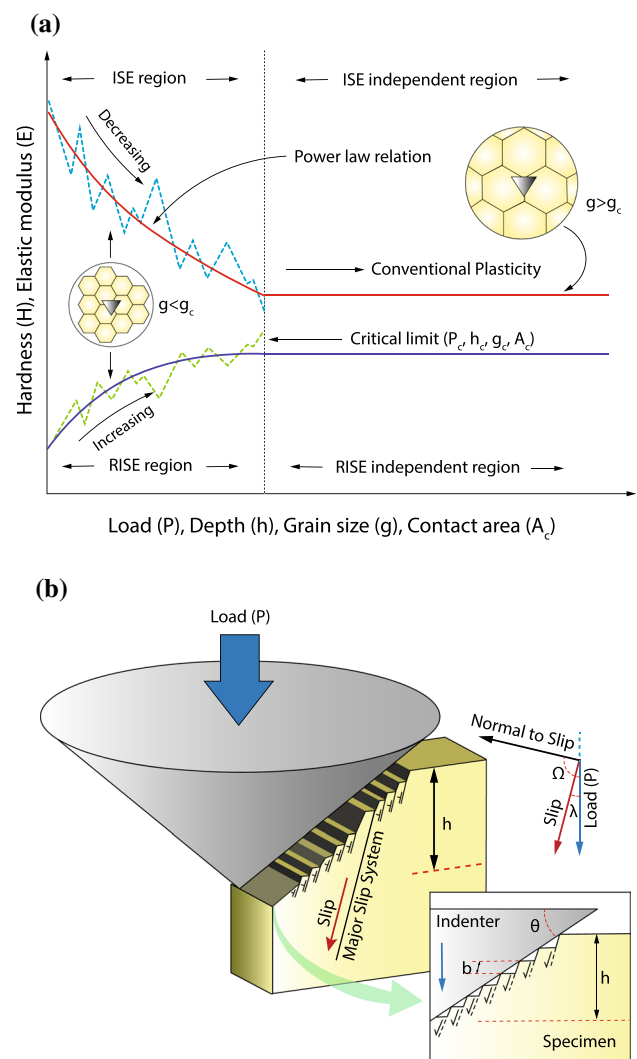 (a)
ISE region
ISE independent region
Decreasing
Power law relation
g>g_c
Hardness (H), Elastic modulus (E)
Conventional Plasticity
g<g_c
Critical limit (P_c, h_c, g_c, A_c)
Increasing
RISE region
RISE independent region
Load (P), Depth (h), Grain size (g), Contact area (A_c)
(b)
Load (P)
Normal to Slip
Ω
λ
Slip
Load (P)
h
Slip
Major Slip System
Indenter
θ
b
h
Specimen